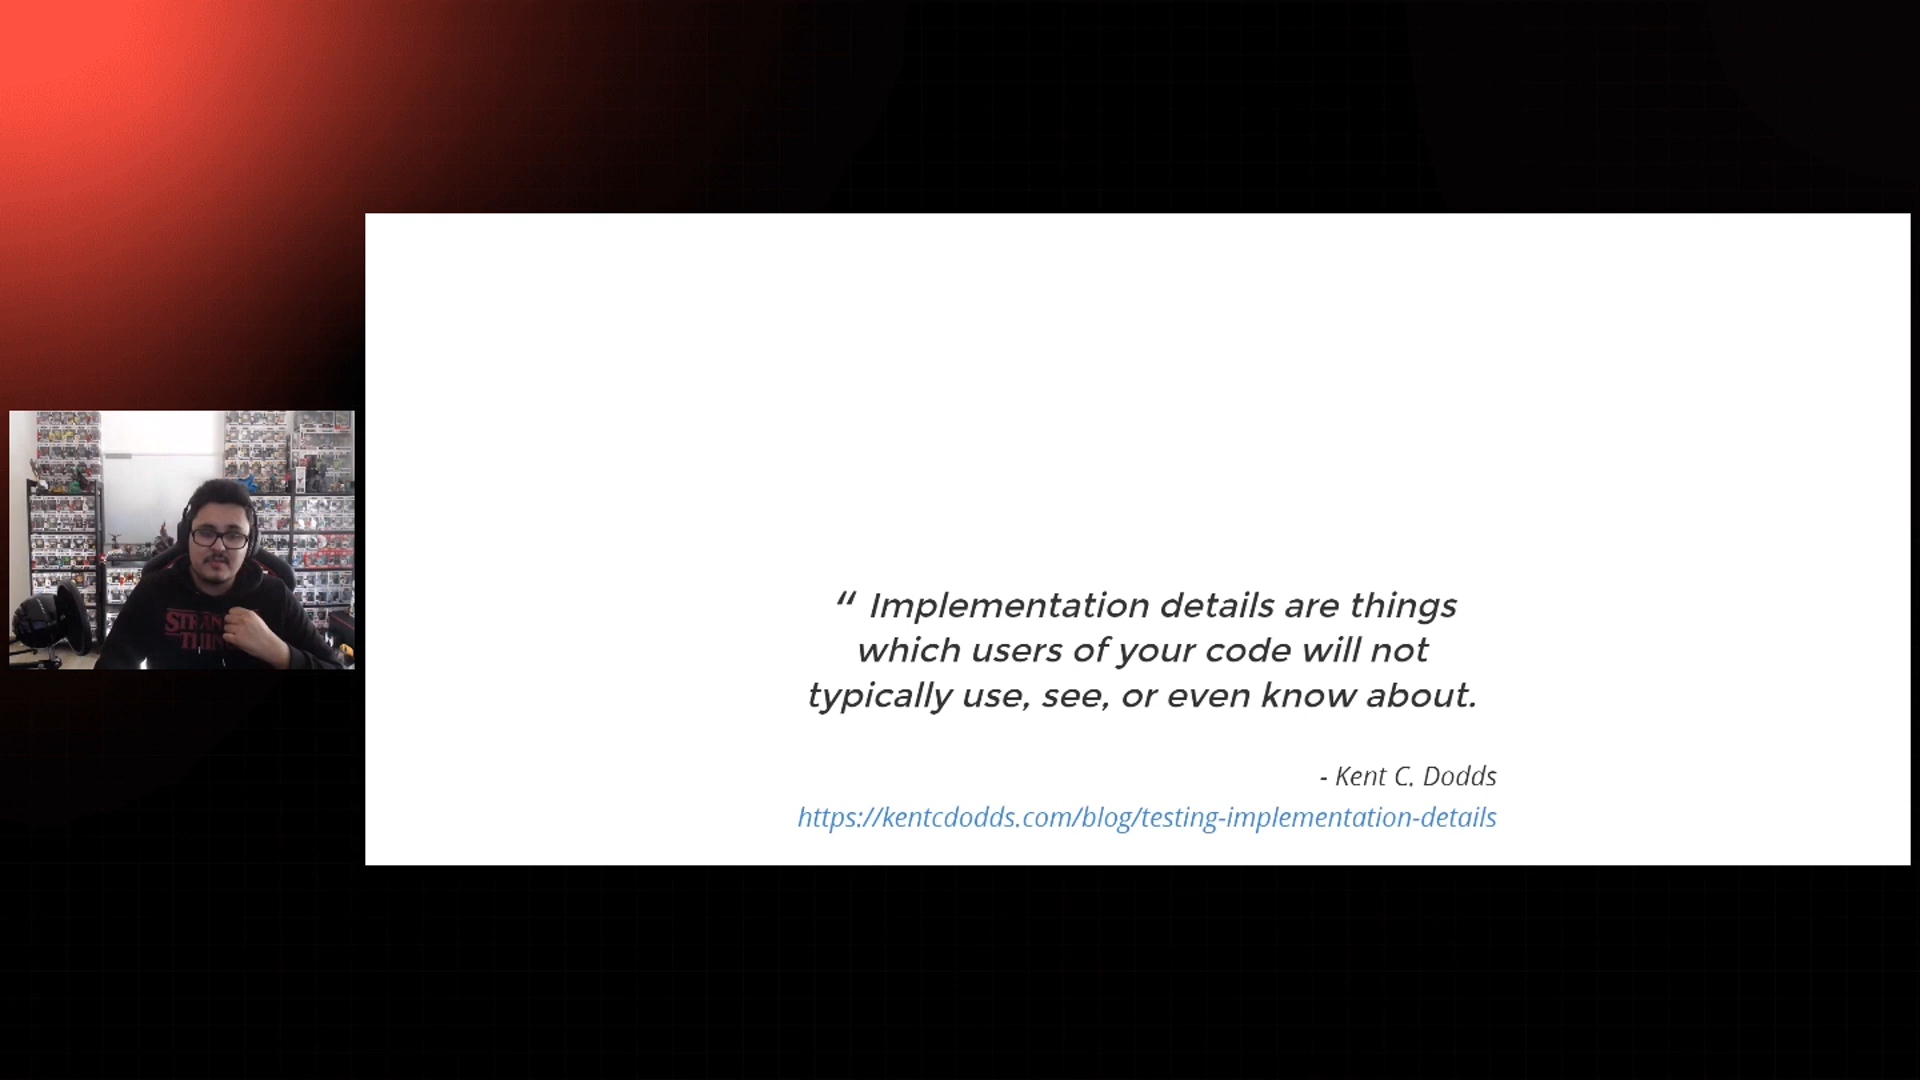 “ Implementation details are things
which users of your code will not
typically use, see, or even know about.
- Kent C. Dodds
https://kentcdodds.com/blog/testing-implementation-details